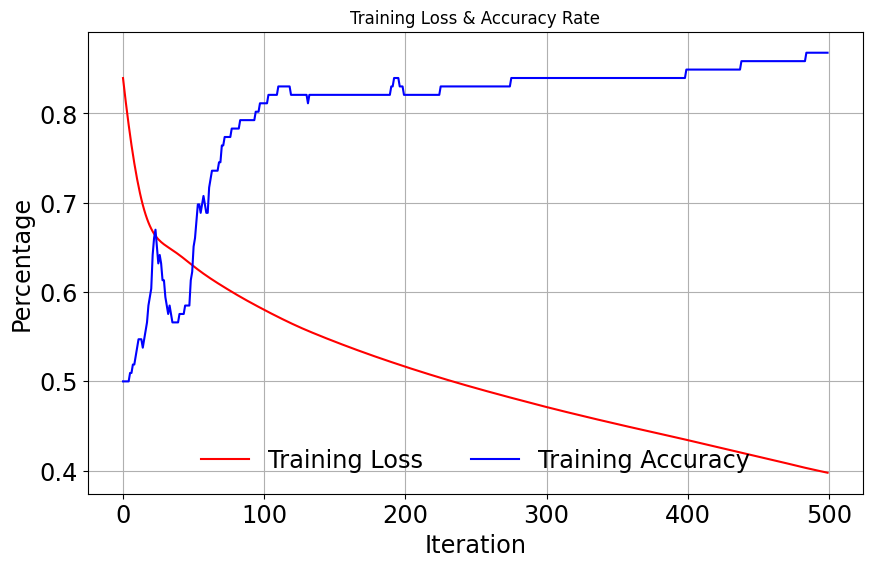 Training Loss & Accuracy Rate
0.8
0.7
0.6
0.5
0.4
Percentage
Training Loss
Training Accuracy
0 100 200 300 400 500
Iteration